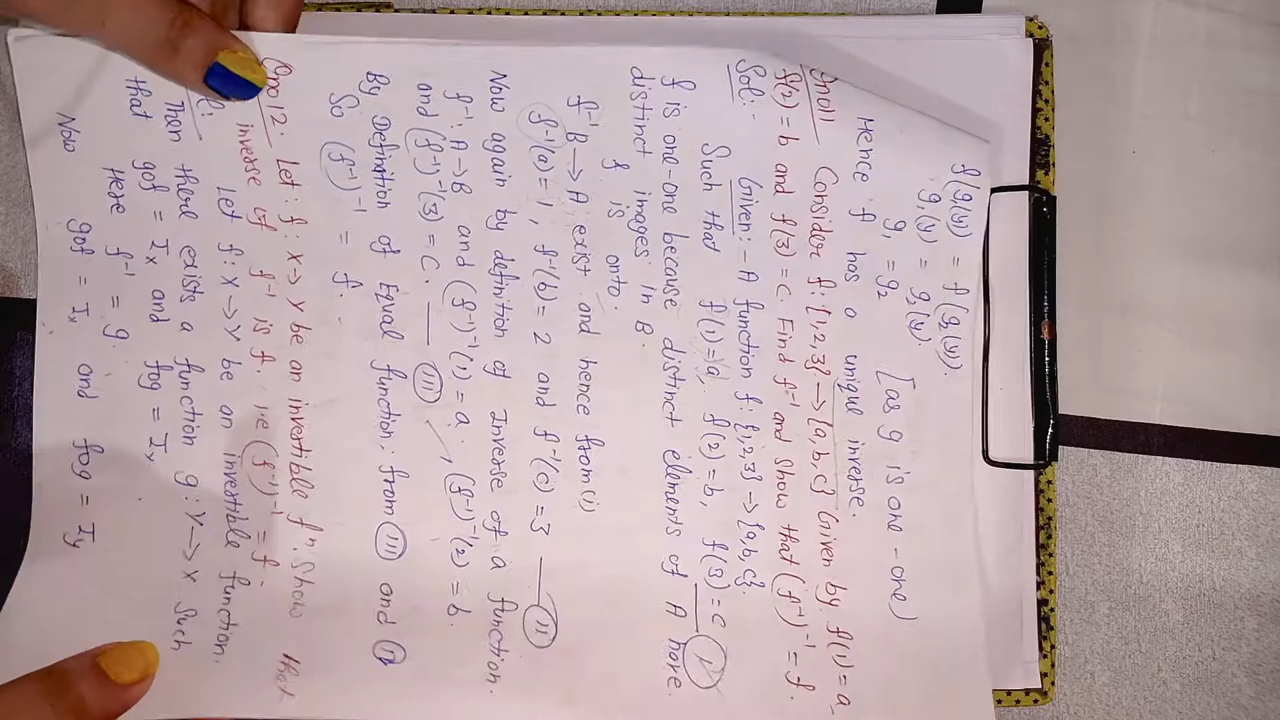 f(g₁(y)) = f(g₂(y)).
g₁(y) = g₂(y).
g₁ = g₂ [as g is one-one)
Hence f has a unique inverse.
Qno11 Consider f: {1,2,3} → {a,b,c} Given by f(1) = a,
f(2) = b and f(3) = c. Find f⁻¹ and show that (f⁻¹)⁻¹ = f.
Sol:- Given:- A function f: {1,2,3} → {a,b,c}.
Such that f(1) = a, f(2) = b, f(3) = c (I)
f is one-one because distinct elements of A have
distinct images in B.
f is onto.
f⁻¹ B → A, exist and hence from (i)
f⁻¹(a) = 1, f⁻¹(b) = 2 and f⁻¹(c) = 3 — (II)
Now again by definition of Inverse of a function.
f⁻¹: A → B and (f⁻¹)⁻¹(1) = a, (f⁻¹)⁻¹(2) = b.
and (f⁻¹)⁻¹(3) = c. — (III)
By Definition of Equal function, from (III) and (I)
So (f⁻¹)⁻¹ = f.
Qno12: Let f: X → Y be an invertible fⁿ. Show that
inverse of f⁻¹ is f, i.e (f⁻¹)⁻¹ = f.
Let f: X → Y be an invertible function.
Then there exists a function g: Y → X such
that gof = Iₓ and fog = Iᵧ.
Here f⁻¹ = g.
Now gof = Iₓ and fog = Iy